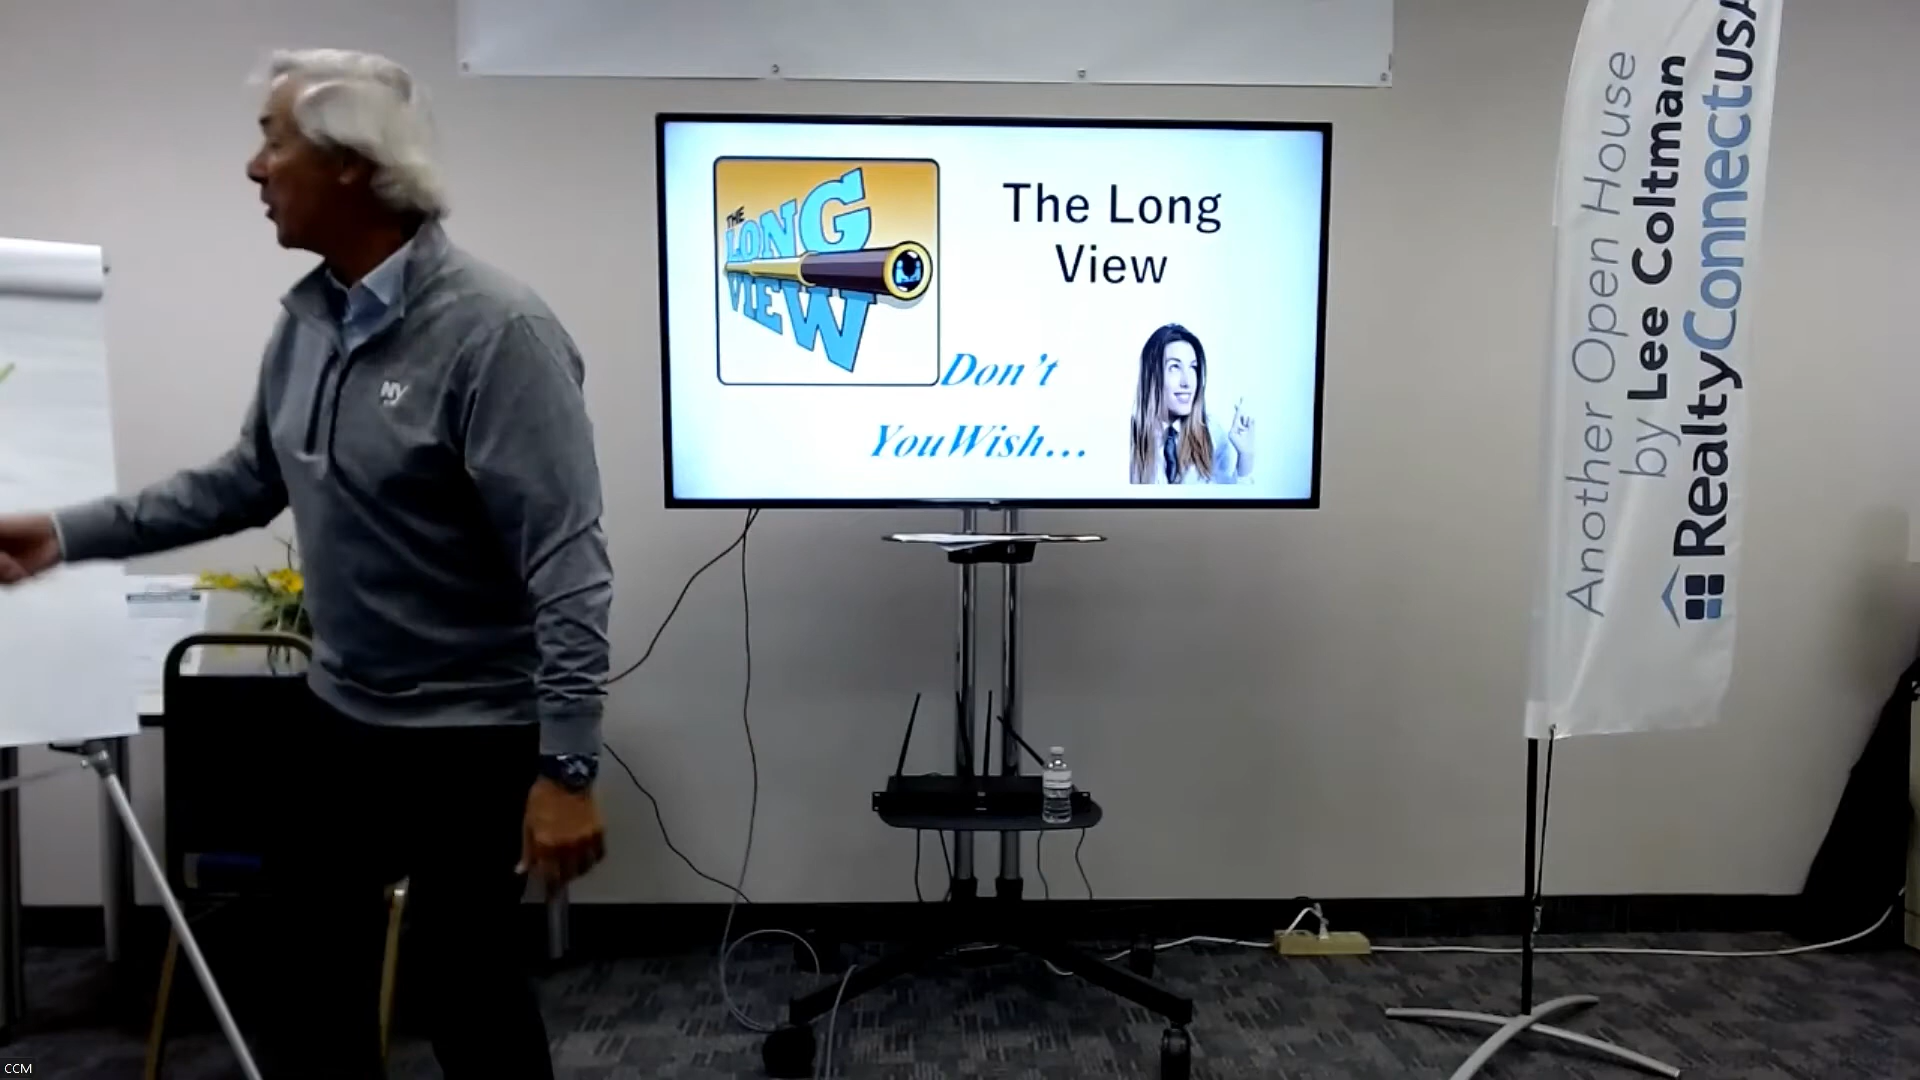 THE
LONG
VIEW
The Long
View
Don't
YouWish...
NY
Another Open House
by Lee Coltman
RealtyConnectUSA
CCM